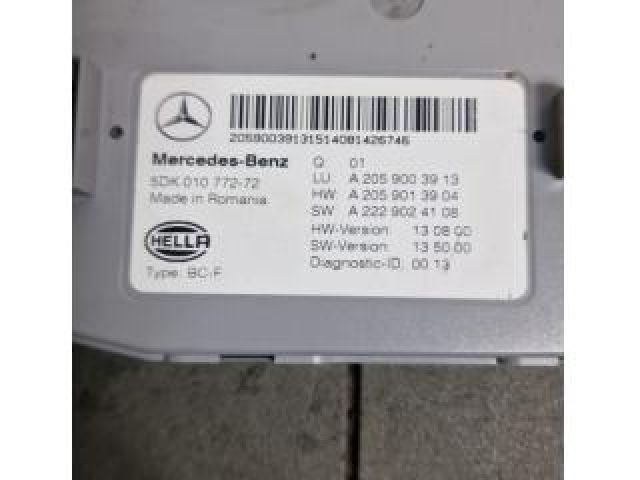 2059003913151408142674​6
Mercedes-Benz
5DK 010 772-72
Made in Romania
HELLA
Type: BC-F
Q 01
LU A 205 900 39 13
HW A 205 901 39 04
SW A 222 902 41 08
HW-Version 13 08 00
SW-Version 13 50 00
Diagnostic-ID 00 13